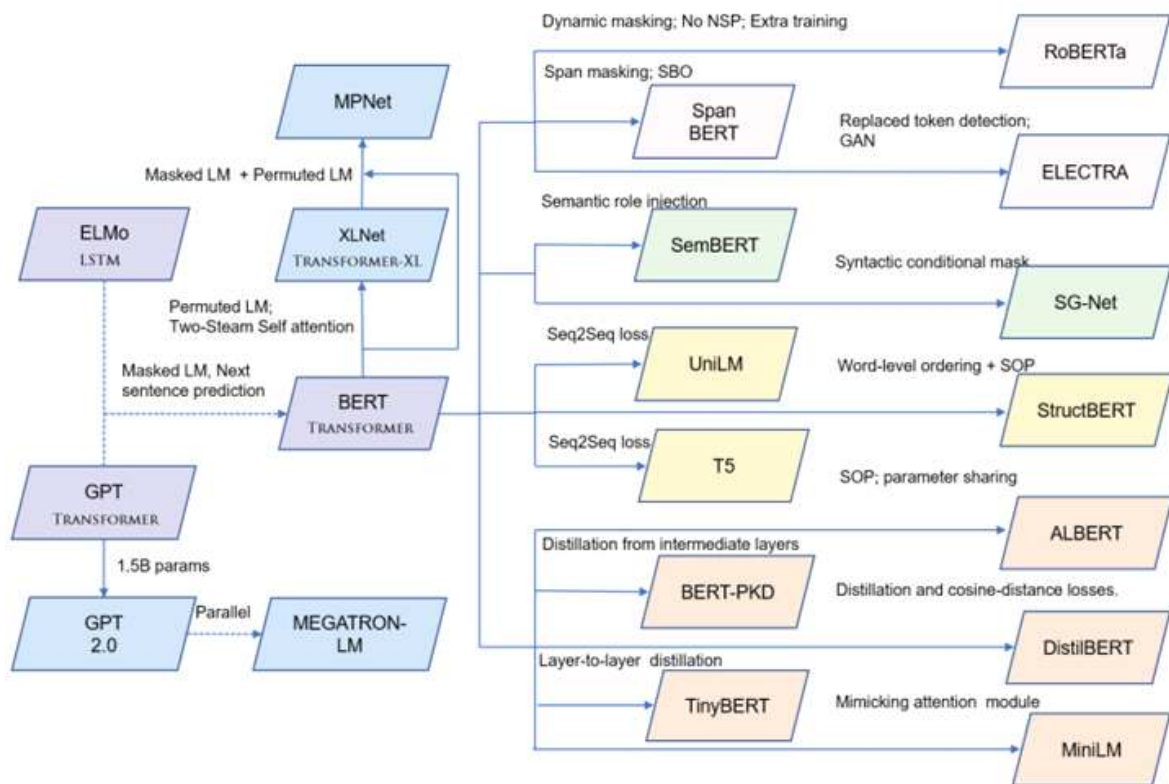 Dynamic masking; No NSP; Extra training
RoBERTa
Span masking; SBO
Span
BERT
Replaced token detection;
GAN
ELECTRA
MPNet
Masked LM + Permuted LM
ELMo
LSTM
XLNet
TRANSFORMER-XL
Semantic role injection
SemBERT
Syntactic conditional mask
SG-Net
Permuted LM;
Two-Steam Self attention
Seq2Seq loss
UniLM
Masked LM, Next
sentence prediction
BERT
TRANSFORMER
Word-level ordering + SOP
StructBERT
Seq2Seq loss
T5
GPT
TRANSFORMER
SOP; parameter sharing
ALBERT
1.5B params
Distillation from intermediate layers
BERT-PKD
Distillation and cosine-distance losses.
DistilBERT
GPT
2.0
Parallel
MEGATRON-
LM
Layer-to-layer distillation
TinyBERT
Mimicking attention module
MiniLM